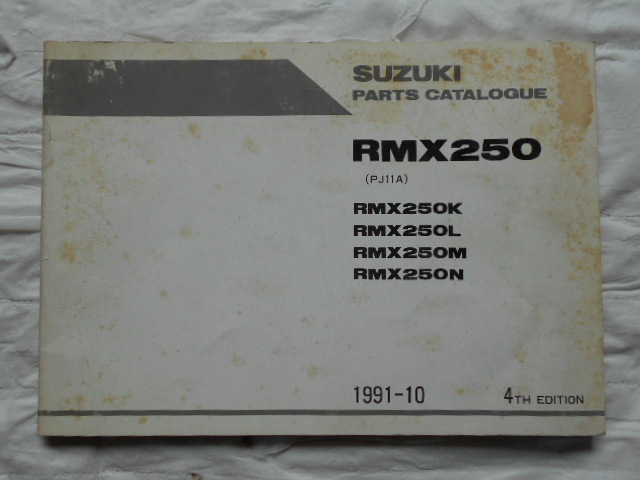 SUZUKI
PARTS CATALOGUE
RMX250
(PJ11A)
RMX250K
RMX250L
RMX250M
RMX250N
1991-10 4TH EDITION